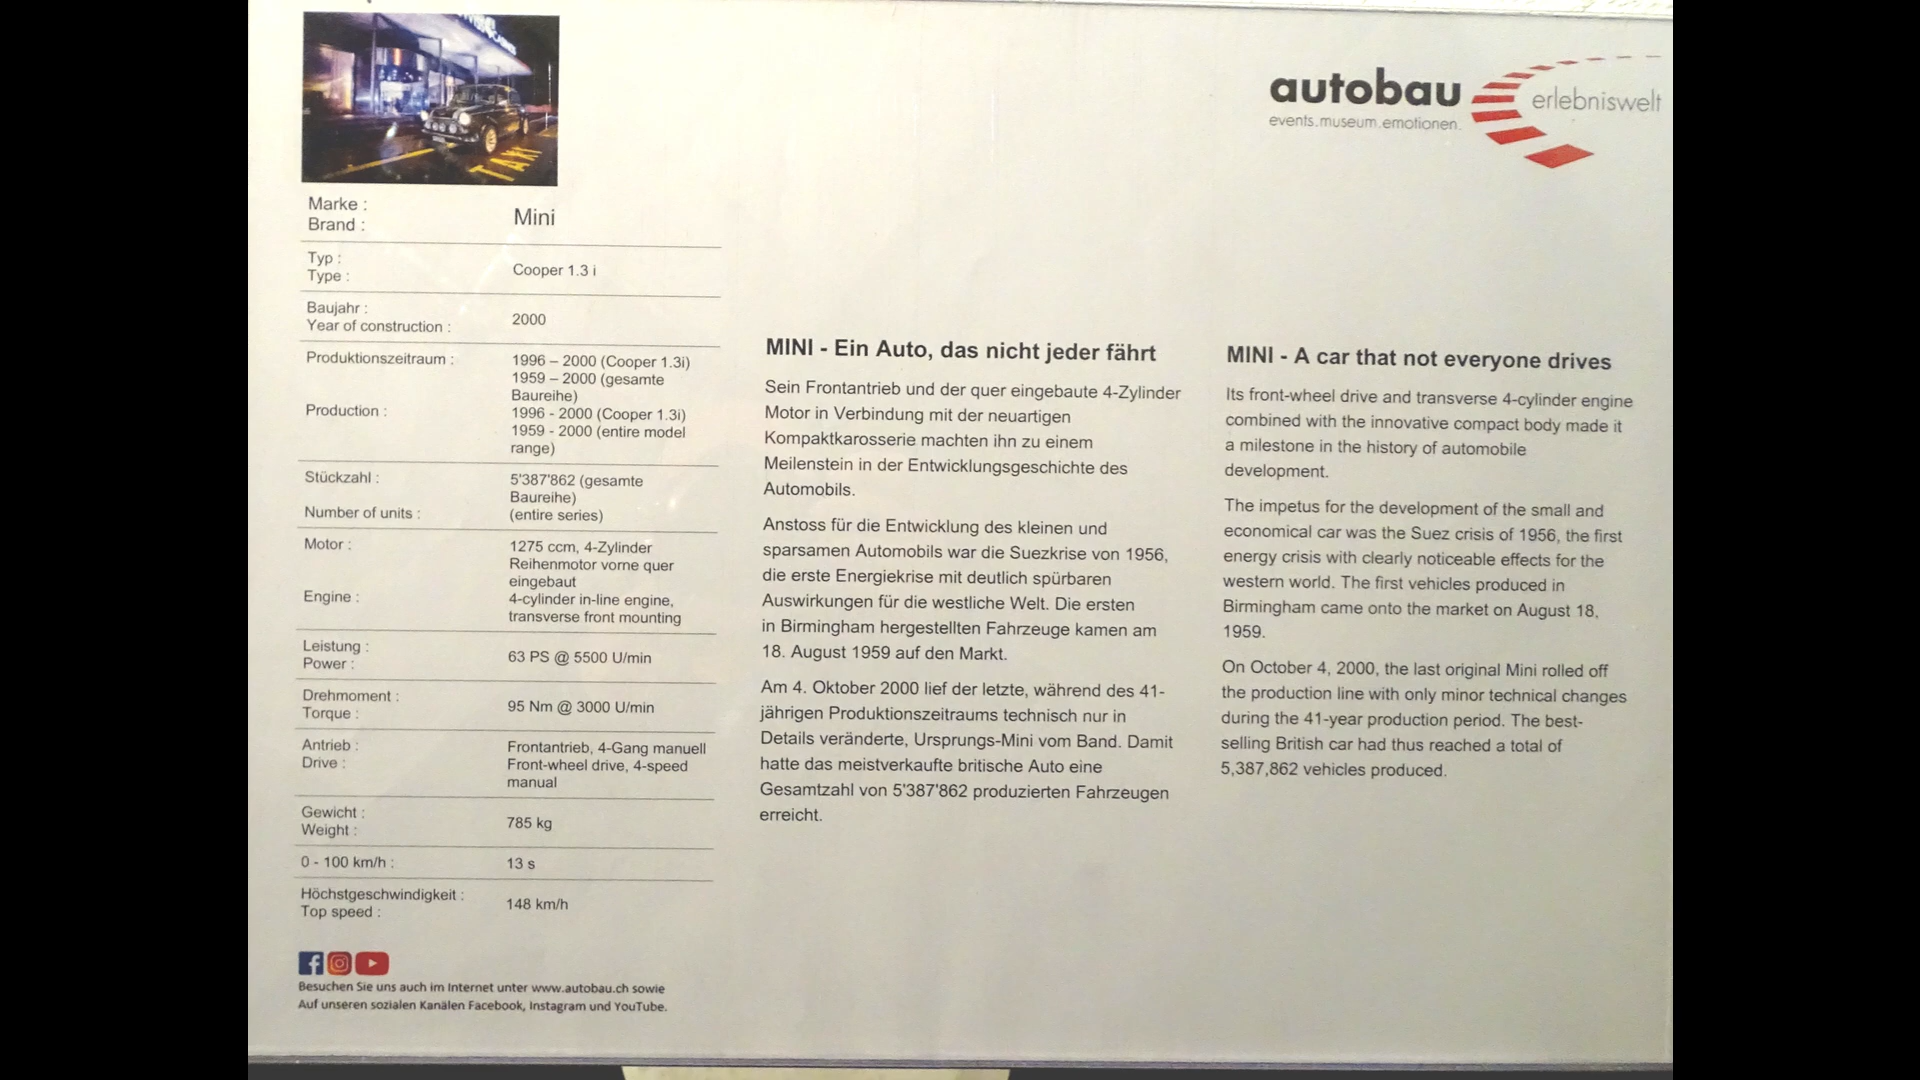 TAXI
autobau
erlebniswelt
events.museum.emotionen.
Marke :
Brand :
Mini
Typ :
Type :
Cooper 1.3 i
Baujahr :
Year of construction :
2000
Produktionszeitraum :
1996 – 2000 (Cooper 1.3i)
1959 – 2000 (gesamte
Baureihe)
Production :
1996 - 2000 (Cooper 1.3i)
1959 - 2000 (entire model
range)
Stückzahl :
5'387'862 (gesamte
Baureihe)
Number of units :
(entire series)
Motor :
1275 ccm, 4-Zylinder
Reihenmotor vorne quer
eingebaut
Engine :
4-cylinder in-line engine,
transverse front mounting
Leistung :
Power :
63 PS @ 5500 U/min
Drehmoment :
Torque :
95 Nm @ 3000 U/min
Antrieb :
Drive :
Frontantrieb, 4-Gang manuell
Front-wheel drive, 4-speed
manual
Gewicht :
Weight :
785 kg
0 - 100 km/h :
13 s
Höchstgeschwindigkeit :
Top speed :
148 km/h
Besuchen Sie uns auch im Internet unter www.autobau.ch sowie
Auf unseren sozialen Kanälen Facebook, Instagram und YouTube.
MINI - Ein Auto, das nicht jeder fährt
Sein Frontantrieb und der quer eingebaute 4-Zylinder
Motor in Verbindung mit der neuartigen
Kompaktkarosserie machten ihn zu einem
Meilenstein in der Entwicklungsgeschichte des
Automobils.
Anstoss für die Entwicklung des kleinen und
sparsamen Automobils war die Suezkrise von 1956,
die erste Energiekrise mit deutlich spürbaren
Auswirkungen für die westliche Welt. Die ersten
in Birmingham hergestellten Fahrzeuge kamen am
18. August 1959 auf den Markt.
Am 4. Oktober 2000 lief der letzte, während des 41-
jährigen Produktionszeitraums technisch nur in
Details veränderte, Ursprungs-Mini vom Band. Damit
hatte das meistverkaufte britische Auto eine
Gesamtzahl von 5'387'862 produzierten Fahrzeugen
erreicht.
MINI - A car that not everyone drives
Its front-wheel drive and transverse 4-cylinder engine
combined with the innovative compact body made it
a milestone in the history of automobile
development.
The impetus for the development of the small and
economical car was the Suez crisis of 1956, the first
energy crisis with clearly noticeable effects for the
western world. The first vehicles produced in
Birmingham came onto the market on August 18,
1959.
On October 4, 2000, the last original Mini rolled off
the production line with only minor technical changes
during the 41-year production period. The best-
selling British car had thus reached a total of
5,387,862 vehicles produced.